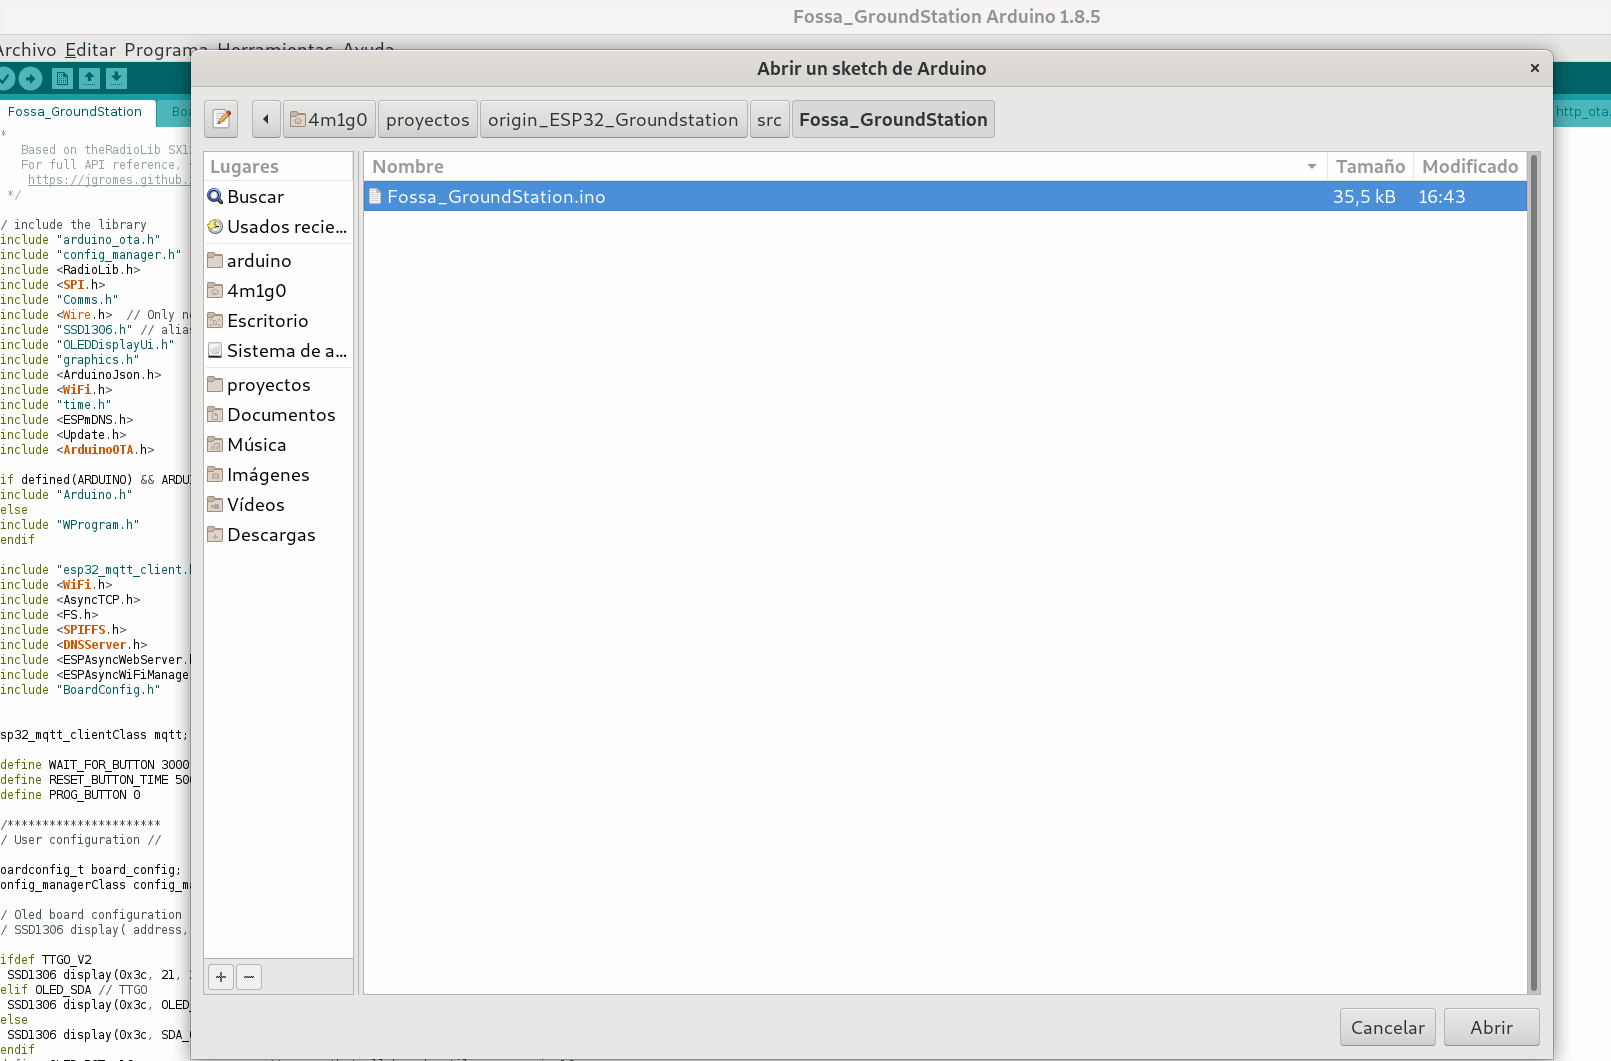 Fossa_GroundStation Arduino 1.8.5
Archivo Editar Programa Herramientas Ayuda
Abrir un sketch de Arduino
Fossa_GroundStation
http_ota.
4m1g0 proyectos origin_ESP32_Groundstation src Fossa_GroundStation
Lugares
Buscar
Usados recie...
arduino
4m1g0
Escritorio
Sistema de a...
proyectos
Documentos
Música
Imágenes
Vídeos
Descargas
Nombre Tamaño Modificado
Fossa_GroundStation.ino 35,5 kB 16:43
Cancelar Abrir
*
Based on theRadioLib SX1
For full API reference,
https://jgromes.github.
*/
/ include the library
include "arduino_ota.h"
include "config_manager.h"
include <RadioLib.h>
include <SPI.h>
include "Comms.h"
include <Wire.h> // Only n
include "SSD1306.h" // alia
include "OLEDDisplayUi.h"
include "graphics.h"
include <ArduinoJson.h>
include <WiFi.h>
include "time.h"
include <ESPmDNS.h>
include <Update.h>
include <ArduinoOTA.h>
if defined(ARDUINO) && ARDU
include "Arduino.h"
else
include "WProgram.h"
endif
include "esp32_mqtt_client.
include <WiFi.h>
include <AsyncTCP.h>
include <FS.h>
include <SPIFFS.h>
include <DNSServer.h>
include <ESPAsyncWebServer.
include <ESPAsyncWiFiManage
include "BoardConfig.h"
sp32_mqtt_clientClass mqtt;
define WAIT_FOR_BUTTON 3000
define RESET_BUTTON_TIME 50
define PROG_BUTTON 0
/**********************
/ User configuration //
oardconfig_t board_config;
onfig_managerClass config_m
/ Oled board configuration
/ SSD1306 display( address,
ifdef TTGO_V2
SSD1306 display(0x3c, 21,
elif OLED_SDA // TTGO
SSD1306 display(0x3c, OLED
else
SSD1306 display(0x3c, SDA_
endif